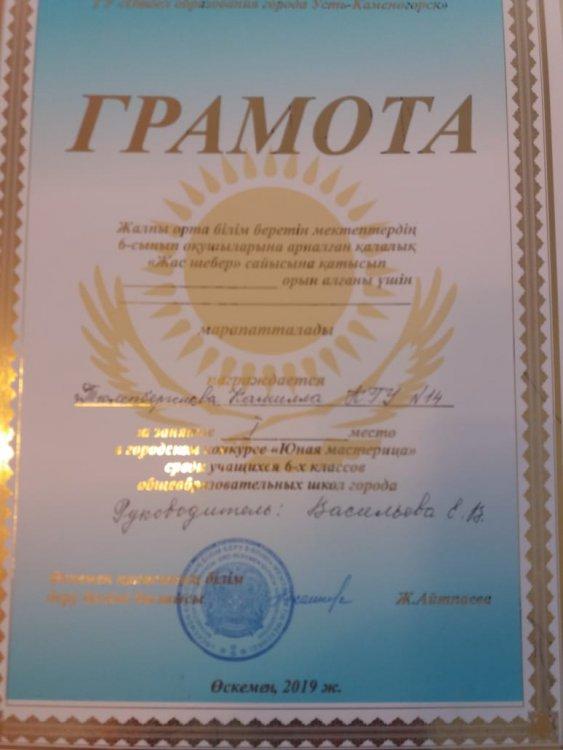 ГУ «Отдел образования города Усть-Каменогорск»
ГРАМОТА
Жалпы орта білім беретін мектептердің
6-сынып оқушыларына арналған қалалық
«Жас шебер» сайысына қатысып
орын алғаны үшін
марапатталады
награждается
Камилла КГУ №14
за занятое I место
в городском конкурсе «Юная мастерица»
среди учащихся 6-х классов
общеобразовательных школ города
Руководитель: Васильева Е.В.
Өскемен қаласының білім
беру бөлімі басшысы Ж.Айтпаева
Өскемен, 2019 ж.